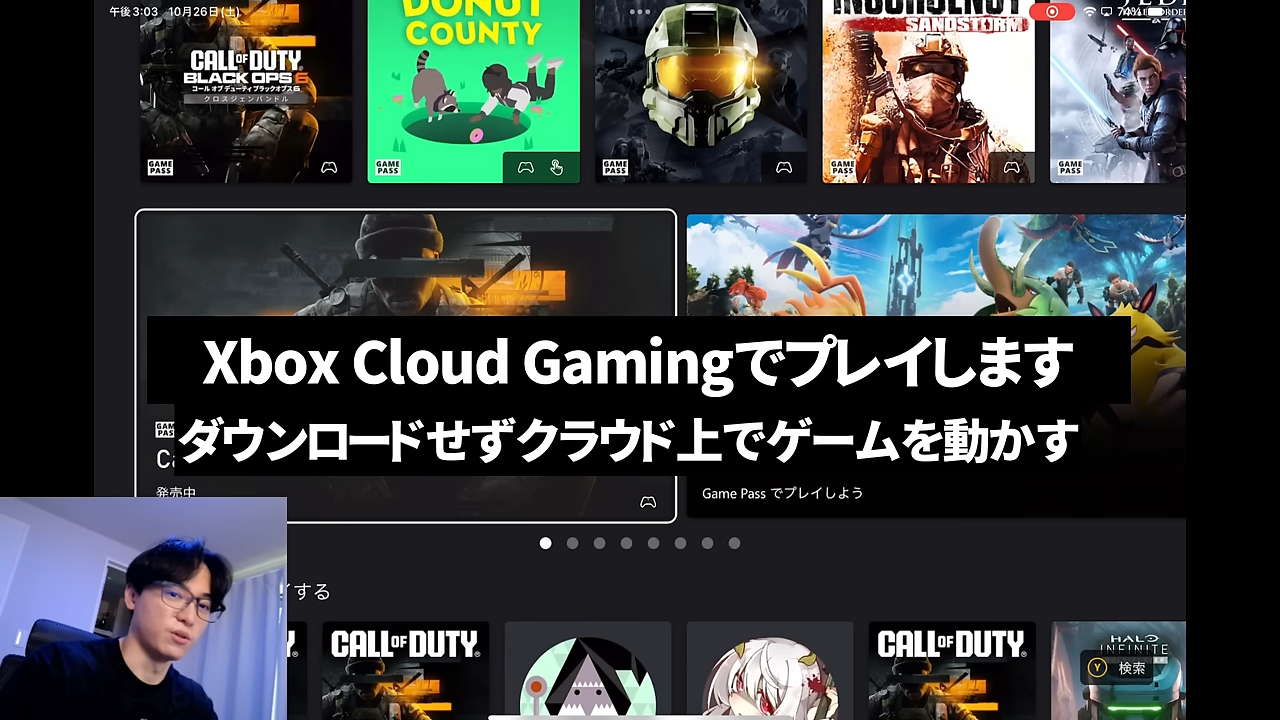 午後3:03 10月26日(土)
74%
CALL OF DUTY
BLACK OPS 6
コール オブ デューティ ブラックオプス6
クロスジェンバンドル
GAME PASS
DONUT
COUNTY
GAME PASS
GAME PASS
INSURGENCY
SANDSTORM
GAME PASS
GAME PASS
Xbox Cloud Gamingでプレイします
ダウンロードせずクラウド上でゲームを動かす
発売中
Game Pass でプレイしよう
イする
CALL OF DUTY
CALL OF DUTY
HALO
INFINITE
Y 検索